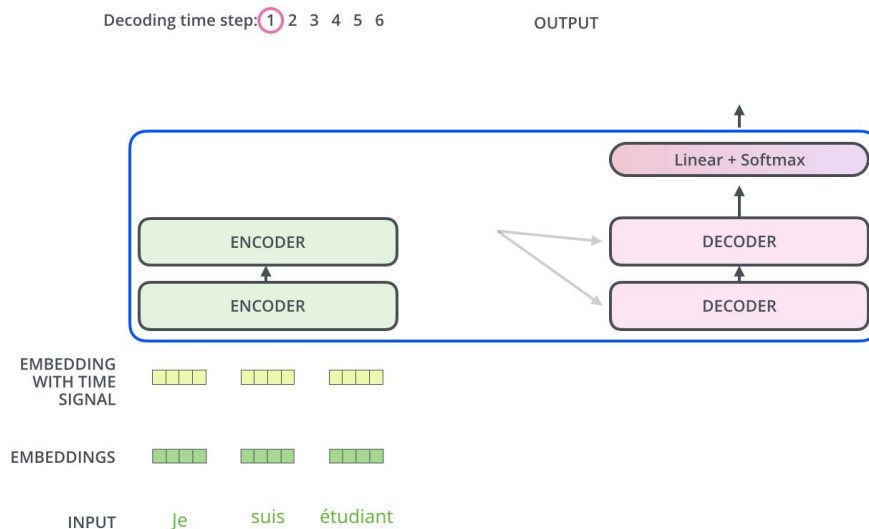 Decoding time step: 1 2 3 4 5 6
OUTPUT
Linear + Softmax
ENCODER
DECODER
ENCODER
DECODER
EMBEDDING
WITH TIME
SIGNAL
EMBEDDINGS
INPUT
Je suis étudiant